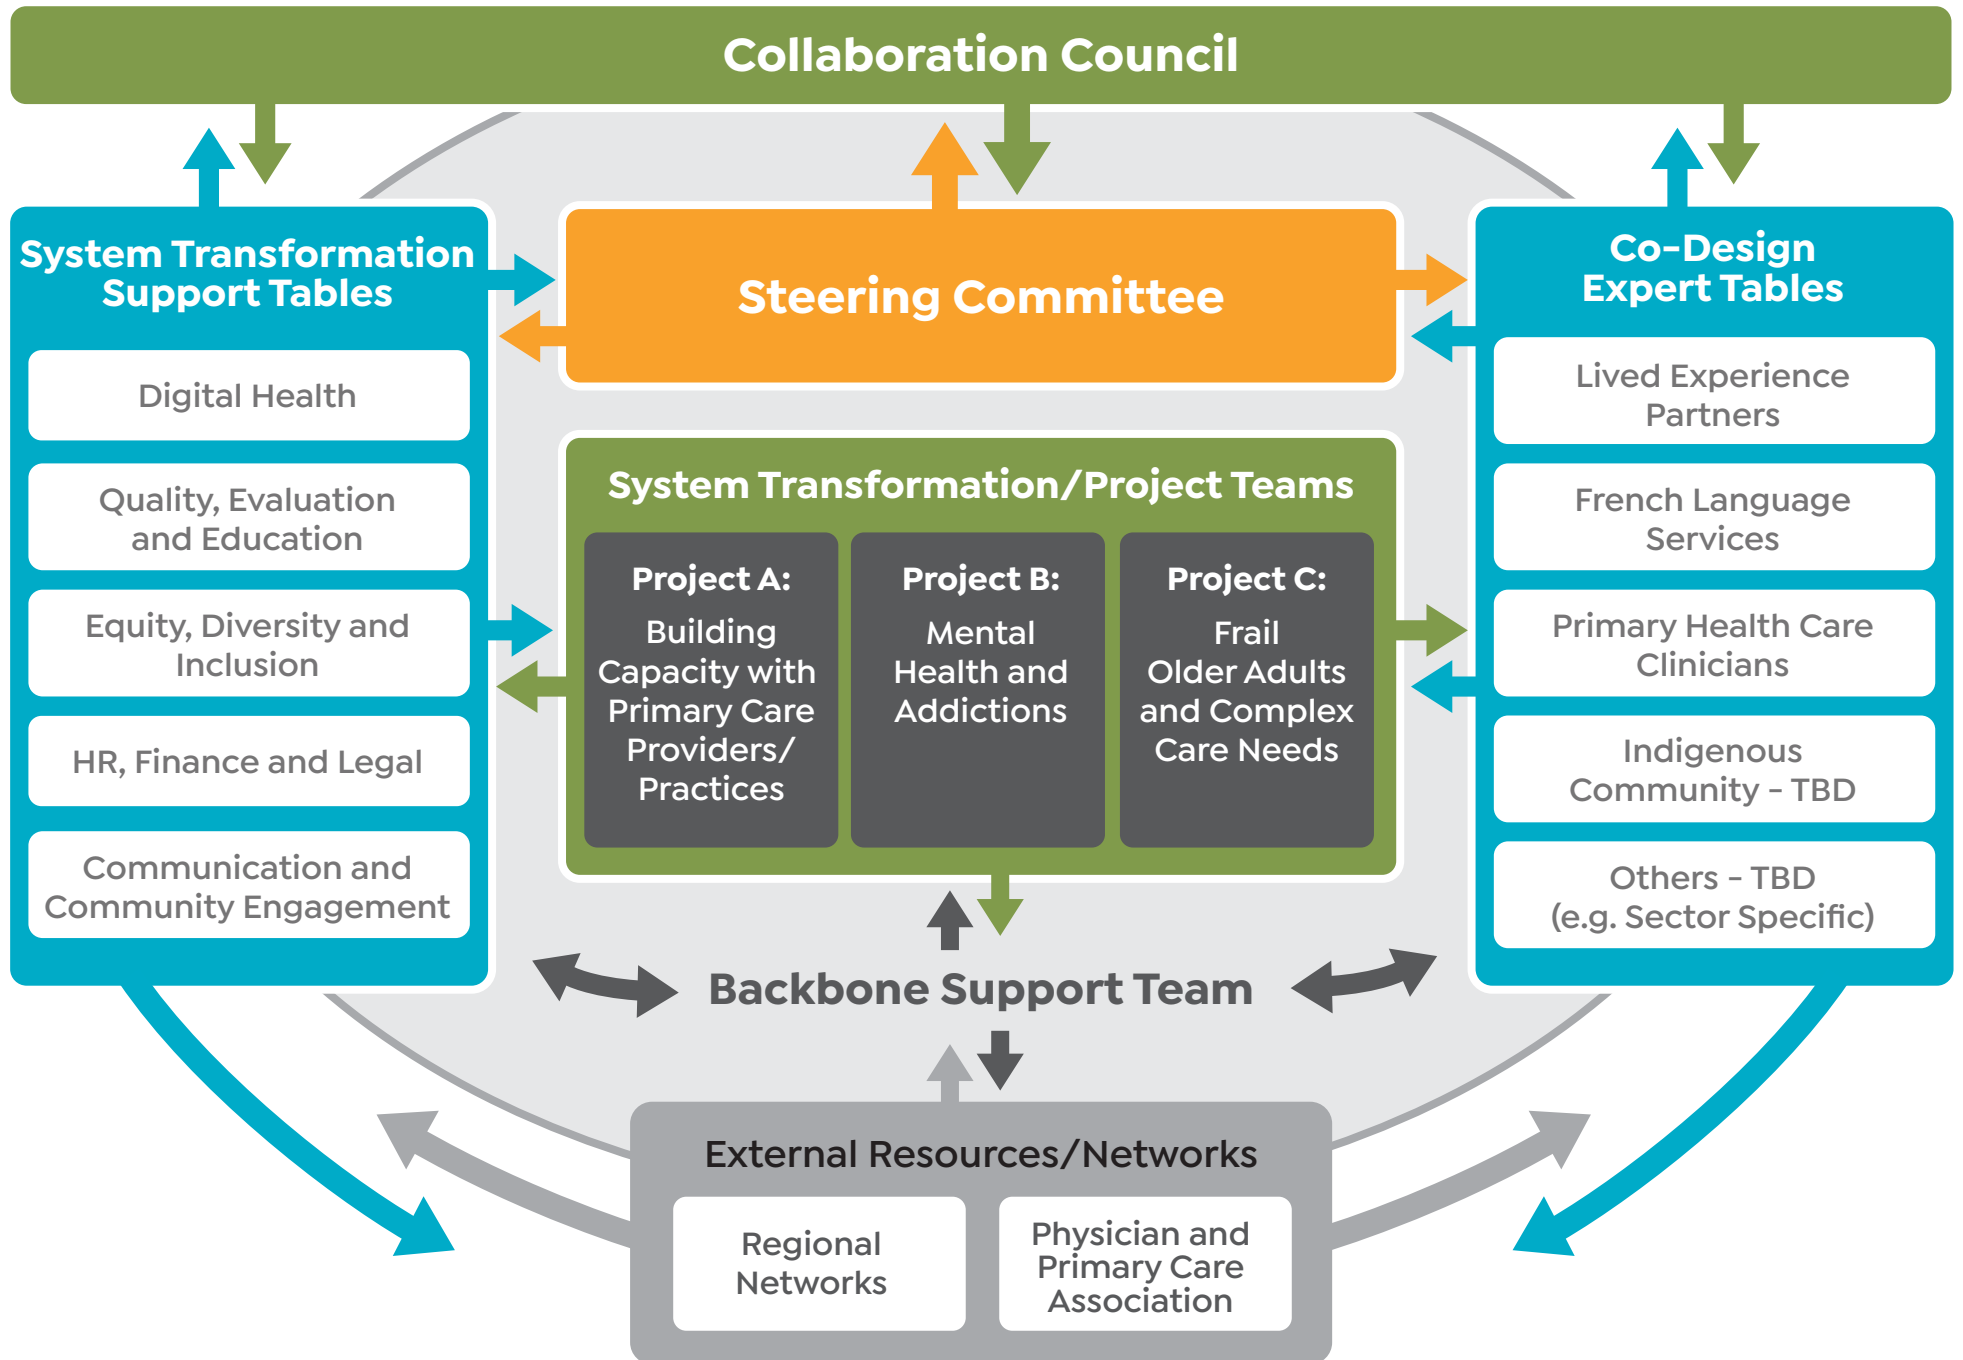 Collaboration Council
System Transformation
Support Tables
Digital Health
Quality, Evaluation
and Education
Equity, Diversity and
Inclusion
HR, Finance and Legal
Communication and
Community Engagement
Steering Committee
System Transformation/Project Teams
Project A:
Building
Capacity with
Primary Care
Providers/
Practices
Project B:
Mental
Health and
Addictions
Project C:
Frail
Older Adults
and Complex
Care Needs
Co-Design
Expert Tables
Lived Experience
Partners
French Language
Services
Primary Health Care
Clinicians
Indigenous
Community - TBD
Others - TBD
(e.g. Sector Specific)
Backbone Support Team
External Resources/Networks
Regional
Networks
Physician and
Primary Care
Association